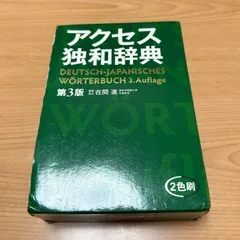 アクセス
独和辞典
DEUTSCH-JAPANISCHES
WÖRTERBUCH 3.Auflage
第3版
在間 進
WÖRT
2色刷